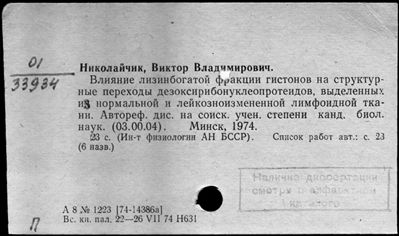 01
33934
Николайчик, Виктор Владимирович.
Влияние лизинбогатой фракции гистонов на структур-
ные переходы дезоксирибонуклеопротеидов, выделенных
из нормальной и лейкозноизмененной лимфоидной тка-
ни. Автореф. дис. на соиск. учен. степени канд. биол.
наук. (03.00.04). Минск, 1974.
23 с. (Ин-т физиологии АН БССР). Список работ авт.: с. 23
(6 назв.)
Наличие диссертации
смотри в алфавитном
каталоге
А 8 № 1223 [74-14386а]
Вс. кн. пал. 22—26 VII 74 Н631
П